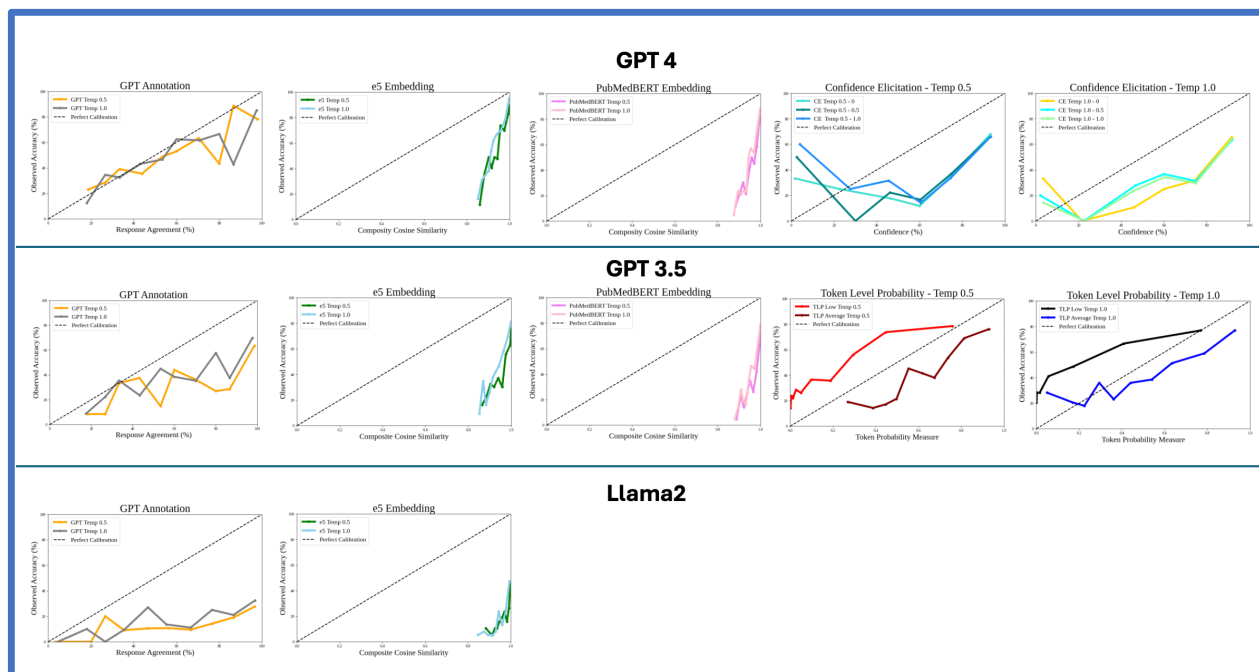 GPT 4
GPT Annotation
GPT Temp 0.5
GPT Temp 1.0
Perfect Calibration
Observed Accuracy (%)
Response Agreement (%)
e5 Embedding
e5 Temp 0.5
e5 Temp 1.0
Perfect Calibration
Observed Accuracy (%)
Composity Cosine Similarity
PubMedBERT Embedding
PubMedBERT Temp 0.5
PubMedBERT Temp 1.0
Perfect Calibration
Observed Accuracy (%)
Composity Cosine Similarity
Confidence Elicitation - Temp 0.5
CE Temp 0.5 - 0
CE Temp 0.5 - 0.5
CE Temp 0.5 - 1.0
Perfect Calibration
Observed Accuracy (%)
Confidence (%)
Confidence Elicitation - Temp 1.0
CE Temp 1.0 - 0
CE Temp 1.0 - 0.5
CE Temp 1.0 - 1.0
Perfect Calibration
Observed Accuracy (%)
Confidence (%)
GPT 3.5
GPT Annotation
GPT Temp 0.5
GPT Temp 1.0
Perfect Calibration
Observed Accuracy (%)
Response Agreement (%)
e5 Embedding
e5 Temp 0.5
e5 Temp 1.0
Perfect Calibration
Observed Accuracy (%)
Composite Cosine Similarity
PubMedBERT Embedding
PubMedBERT Temp 0.5
PubMedBERT Temp 1.0
Perfect Calibration
Observed Accuracy (%)
Composite Cosine Similarity
Token Level Probability - Temp 0.5
TLP Low Temp 0.5
TLP Average Temp 0.5
Perfect Calibration
Observed Accuracy (%)
Token Probability Measure
Token Level Probability - Temp 1.0
TLP Low Temp 1.0
TLP Average Temp 1.0
Perfect Calibration
Observed Accuracy (%)
Token Probability Measure
Llama2
GPT Annotation
GPT Temp 0.5
GPT Temp 1.0
Perfect Calibration
Observed Accuracy (%)
Response Agreement (%)
e5 Embedding
e5 Temp 0.5
e5 Temp 1.0
Perfect Calibration
Observed Accuracy (%)
Composite Cosine Similarity